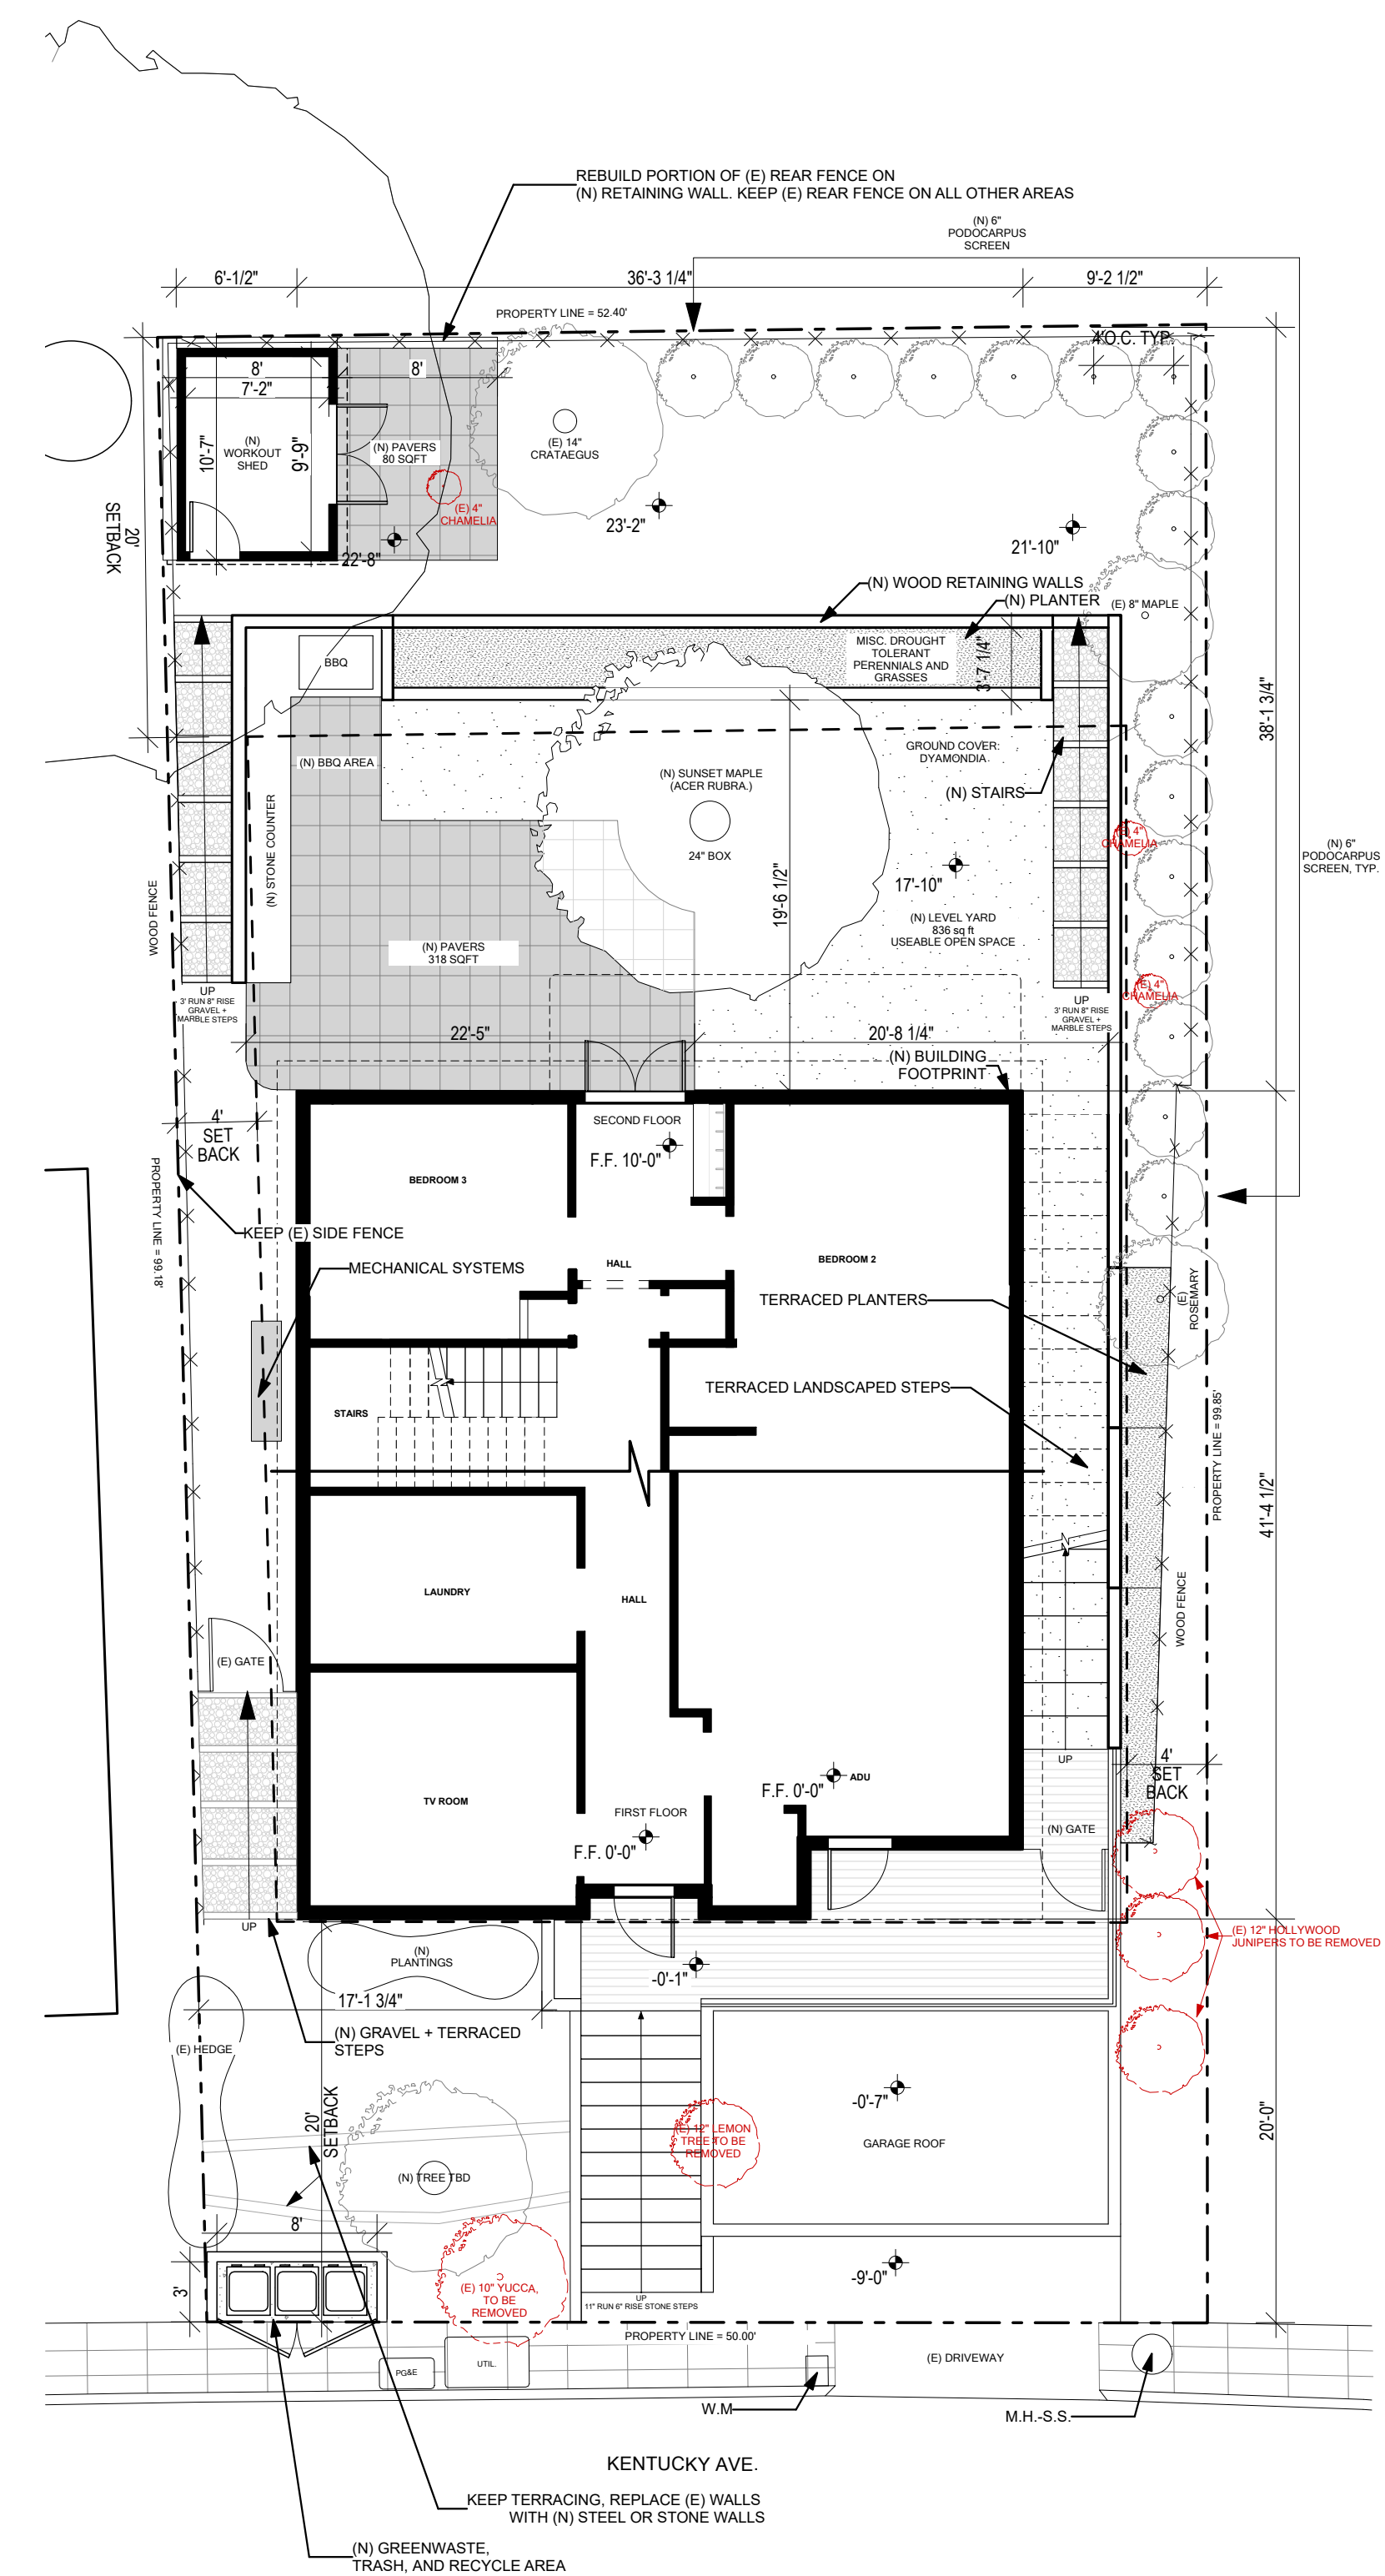 REBUILD PORTION OF (E) REAR FENCE ON
(N) RETAINING WALL. KEEP (E) REAR FENCE ON ALL OTHER AREAS
(N) 6"
PODOCARPUS
SCREEN
6'-1/2"
36'-3 1/4"
9'-2 1/2"
PROPERTY LINE = 52.40'
4'O.C. TYP.
8'
8'
7'-2"
10'-7"
9'-9"
(N)
WORKOUT
SHED
(N) PAVERS
80 SQFT
(E) 14"
CRATAEGUS
(E) 4"
CHAMELIA
23'-2"
21'-10"
22'-8"
20'
SETBACK
(N) WOOD RETAINING WALLS
(N) PLANTER
(E) 8" MAPLE
BBQ
MISC. DROUGHT
TOLERANT
PERENNIALS AND
GRASSES
3'-7 1/4"
38'-1 3/4"
(N) BBQ AREA
(N) SUNSET MAPLE
(ACER RUBRA.)
24" BOX
GROUND COVER:
DYAMONDIA
(N) STAIRS
(N) STONE COUNTER
(E) 4"
CHAMELIA
(N) 6"
PODOCARPUS
SCREEN, TYP.
19'-6 1/2"
17'-10"
(N) LEVEL YARD
836 sq ft
USEABLE OPEN SPACE
WOOD FENCE
(N) PAVERS
318 SQFT
(E) 4"
CHAMELIA
UP
3' RUN 8" RISE
GRAVEL +
MARBLE STEPS
UP
3' RUN 8" RISE
GRAVEL +
MARBLE STEPS
22'-5"
20'-8 1/4"
(N) BUILDING
FOOTPRINT
4'
SET
BACK
SECOND FLOOR
F.F. 10'-0"
BEDROOM 3
PROPERTY LINE = 99.18'
KEEP (E) SIDE FENCE
HALL
BEDROOM 2
MECHANICAL SYSTEMS
TERRACED PLANTERS
(E)
ROSEMARY
TERRACED LANDSCAPED STEPS
PROPERTY LINE = 99.85'
STAIRS
41'-4 1/2"
LAUNDRY
HALL
WOOD FENCE
(E) GATE
UP
4'
SET
BACK
F.F. 0'-0"
ADU
TV ROOM
FIRST FLOOR
F.F. 0'-0"
(N) GATE
UP
(E) 12" HOLLYWOOD
JUNIPERS TO BE REMOVED
(N)
PLANTINGS
-0'-1"
17'-1 3/4"
(N) GRAVEL + TERRACED
STEPS
(E) HEDGE
20'
SETBACK
-0'-7"
20'-0"
(E) 12" LEMON
TREE TO BE
REMOVED
GARAGE ROOF
(N) TREE TBD
8'
3'
(E) 10" YUCCA,
TO BE
REMOVED
-9'-0"
UP
11" RUN 6" RISE STONE STEPS
PROPERTY LINE = 50.00'
(E) DRIVEWAY
PG&E
UTIL.
W.M
M.H.-S.S.
KENTUCKY AVE.
KEEP TERRACING, REPLACE (E) WALLS
WITH (N) STEEL OR STONE WALLS
(N) GREENWASTE,
TRASH, AND RECYCLE AREA